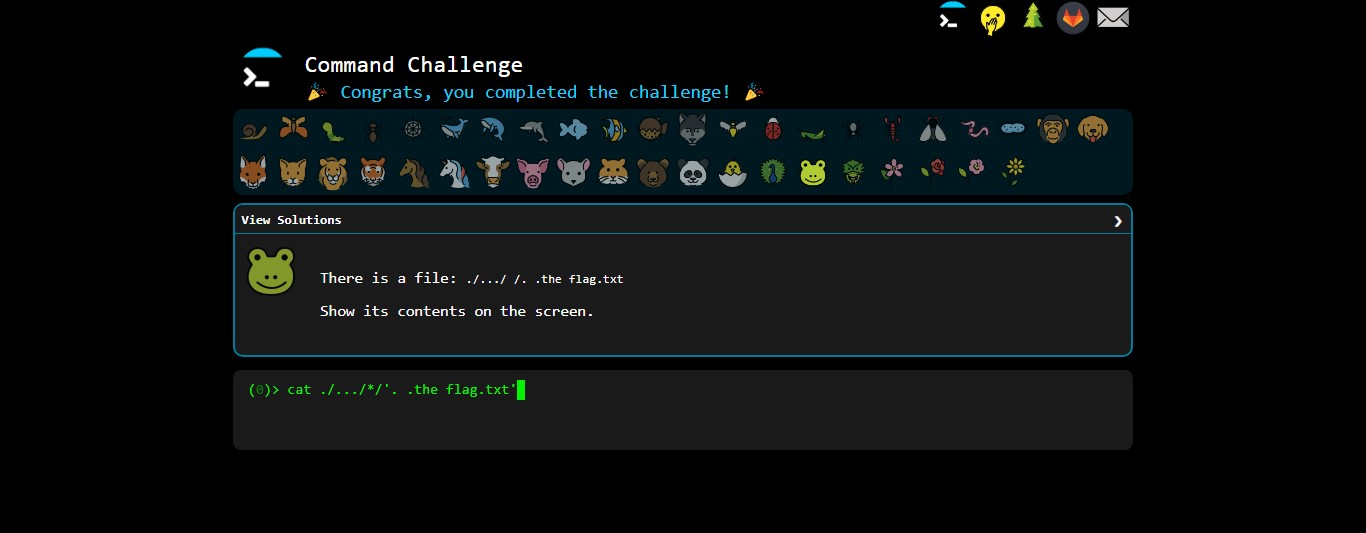 Command Challenge
🎉 Congrats, you completed the challenge! 🎉
View Solutions
There is a file: ./.../ /. .the flag.txt
Show its contents on the screen.
(0)> cat ./.../*/'. .the flag.txt'